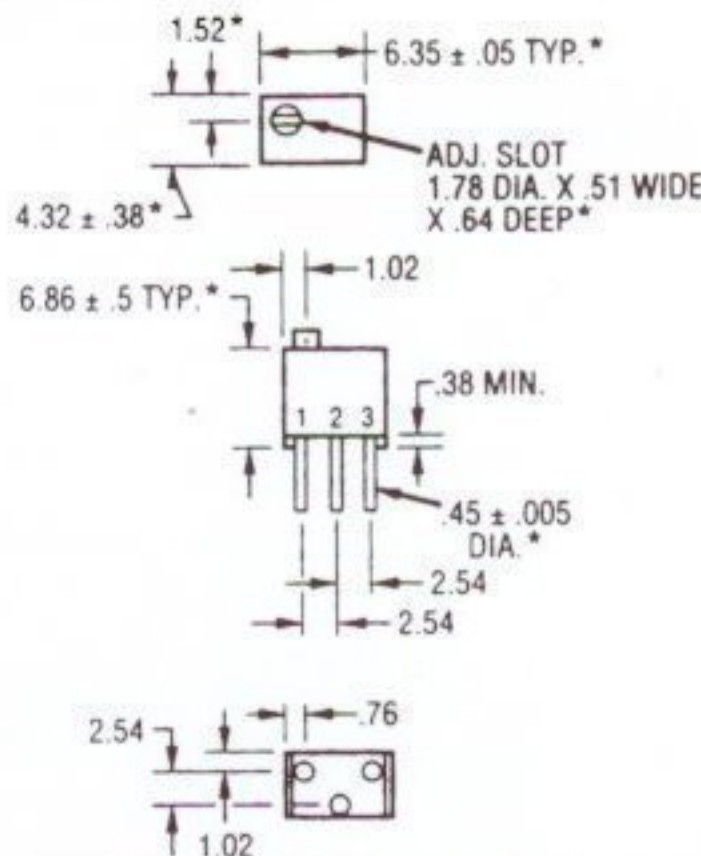 1.52*
6.35 ± .05 TYP.*
ADJ. SLOT
1.78 DIA. X .51 WIDE
X .64 DEEP*
4.32 ± .38*
1.02
6.86 ± .5 TYP.*
.38 MIN.
1 2 3
.45 ± .005
DIA.*
2.54
2.54
.76
2.54
1.02